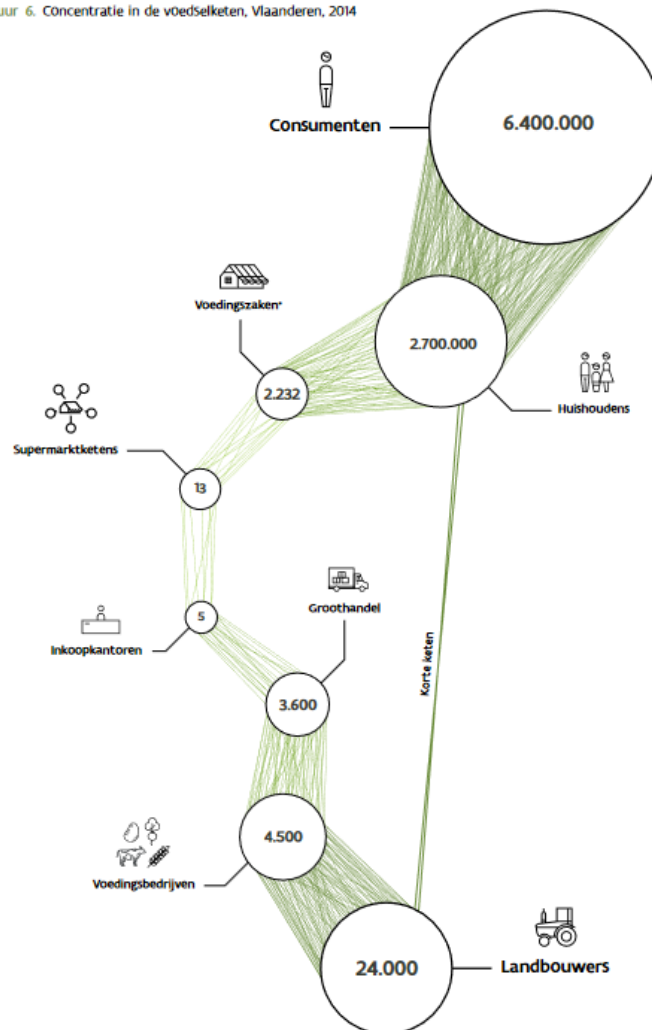 uur 6. Concentratie in de voedselketen, Vlaanderen, 2014
Consumenten
6.400.000
Voedingszaken*
2.700.000
2.232
Huishoudens
Supermarktketens
13
Groothandel
5
Inkoopkantoren
Korte keten
3.600
4.500
Voedingsbedrijven
24.000
Landbouwers